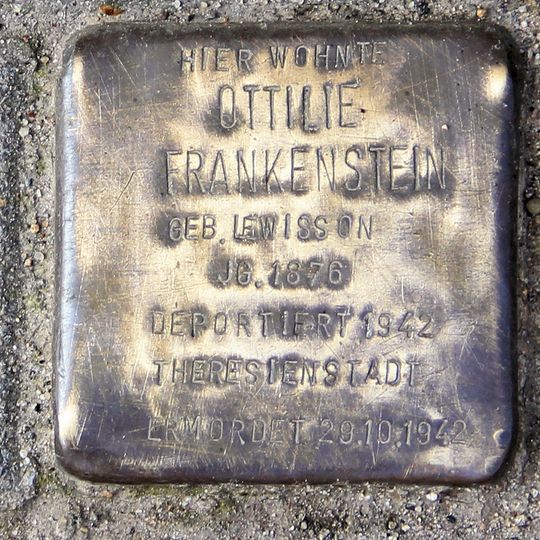 HIER WOHNTE
OTTILIE
FRANKENSTEIN
GEB. LEWISSON
JG. 1876
DEPORTIERT 1942
THERESIENSTADT
ERMORDET 29.10.1942